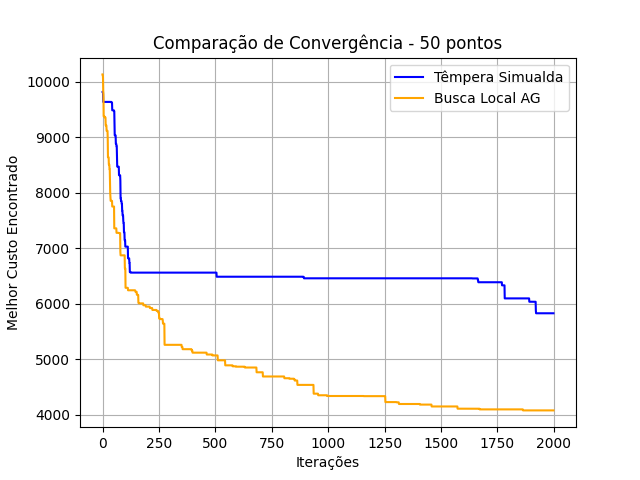 Comparação de Convergência - 50 pontos
Têmpera Simualda
Busca Local AG
Melhor Custo Encontrado
10000
9000
8000
7000
6000
5000
4000
0 250 500 750 1000 1250 1500 1750 2000
Iterações